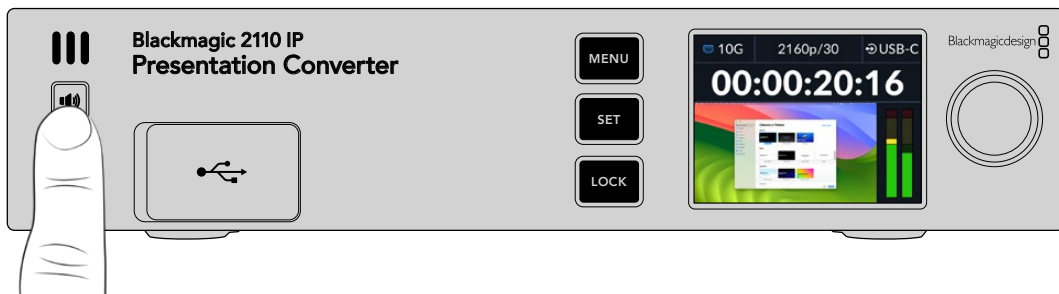 Blackmagic 2110 IP
Presentation Converter
MENU
SET
LOCK
10G 2160p/30 USB-C
00:00:20:16
Blackmagicdesign